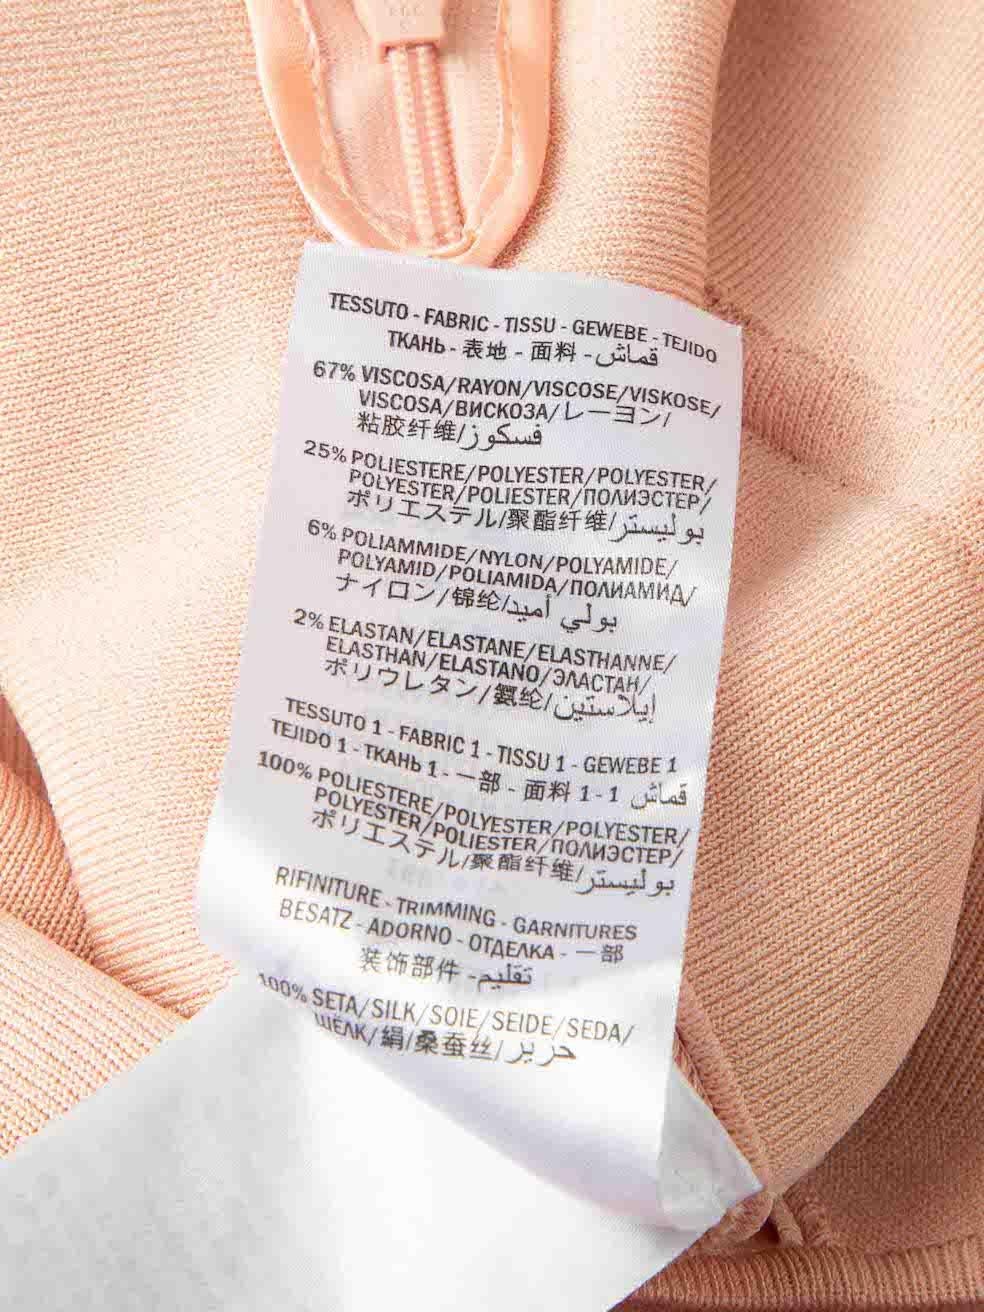 TESSUTO - FABRIC - TISSU - GEWEBE - TEJIDO
ТКАНЬ - 表地 - 面料 - قماش
67% VISCOSA/RAYON/VISCOSE/VISKOSE/
VISCOSA/ВИСКОЗА/レーヨン/
粘胶纤维/فسكوز
25% POLIESTERE/POLYESTER/POLYESTER/
POLYESTER/POLIESTER/ПОЛИЭСТЕР/
ポリエステル/聚酯纤维/بوليستر
6% POLIAMMIDE/NYLON/POLYAMIDE/
POLYAMID/POLIAMIDA/ПОЛИАМИД/
ナイロン/锦纶/بولي أميد
2% ELASTAN/ELASTANE/ELASTHANNE/
ELASTHAN/ELASTANO/ЭЛАСТАН/
ポリウレタン/氨纶/إيلاستين
TESSUTO 1 - FABRIC 1 - TISSU 1 - GEWEBE 1
TEJIDO 1 - ТКАНЬ 1 - 一部 - 面料 1 - 1 قماش
100% POLIESTERE/POLYESTER/POLYESTER/
POLYESTER/POLIESTER/ПОЛИЭСТЕР/
ポリエステル/聚酯纤维/بوليستر
RIFINITURE - TRIMMING - GARNITURES
BESATZ - ADORNO - ОТДЕЛКА - 一部
装饰部件 - تقليم
100% SETA/SILK/SOIE/SEIDE/SEDA/
ШЁЛК/絹/桑蚕丝/حرير